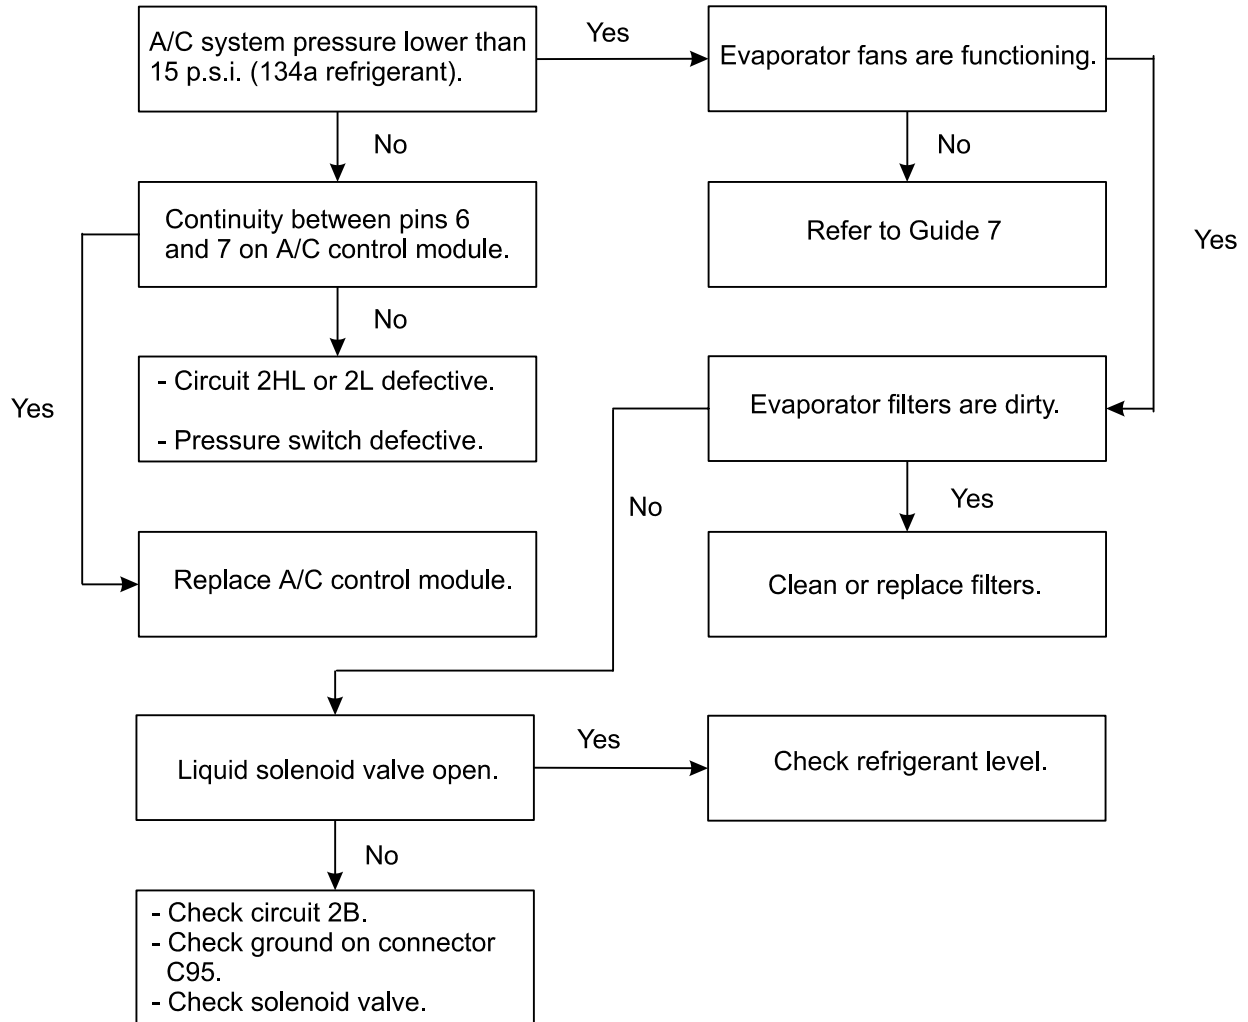 A/C system pressure lower than
15 p.s.i. (134a refrigerant).
Yes
Evaporator fans are functioning.
No
No
Continuity between pins 6
and 7 on A/C control module.
Refer to Guide 7
Yes
No
- Circuit 2HL or 2L defective.
- Pressure switch defective.
Yes
Evaporator filters are dirty.
No
Yes
Replace A/C control module.
Clean or replace filters.
Liquid solenoid valve open.
Yes
Check refrigerant level.
No
- Check circuit 2B.
- Check ground on connector
C95.
- Check solenoid valve.